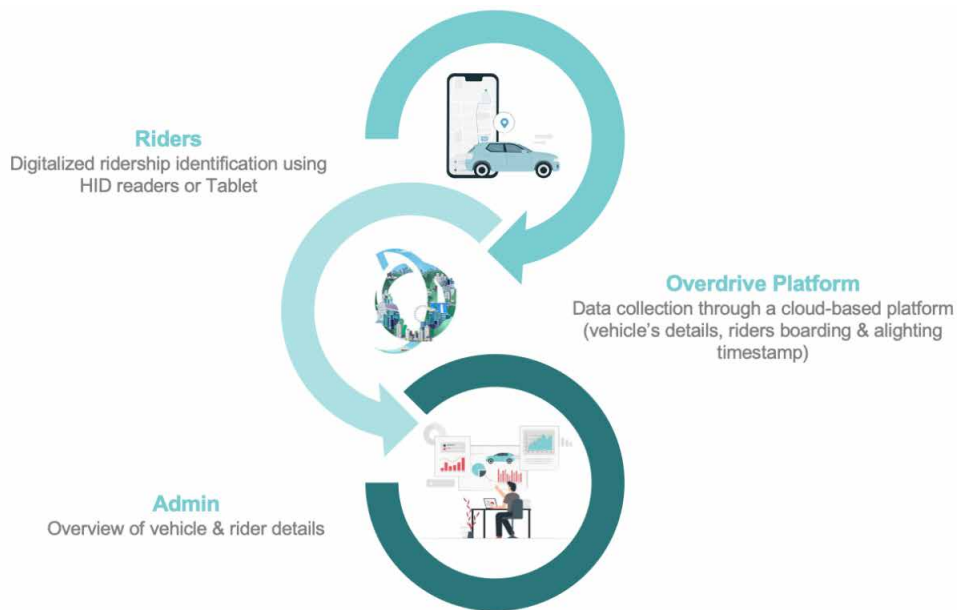 Riders
Digitalized ridership identification using
HID readers or Tablet
Overdrive Platform
Data collection through a cloud-based platform
(vehicle's details, riders boarding & alighting
timestamp)
Admin
Overview of vehicle & rider details